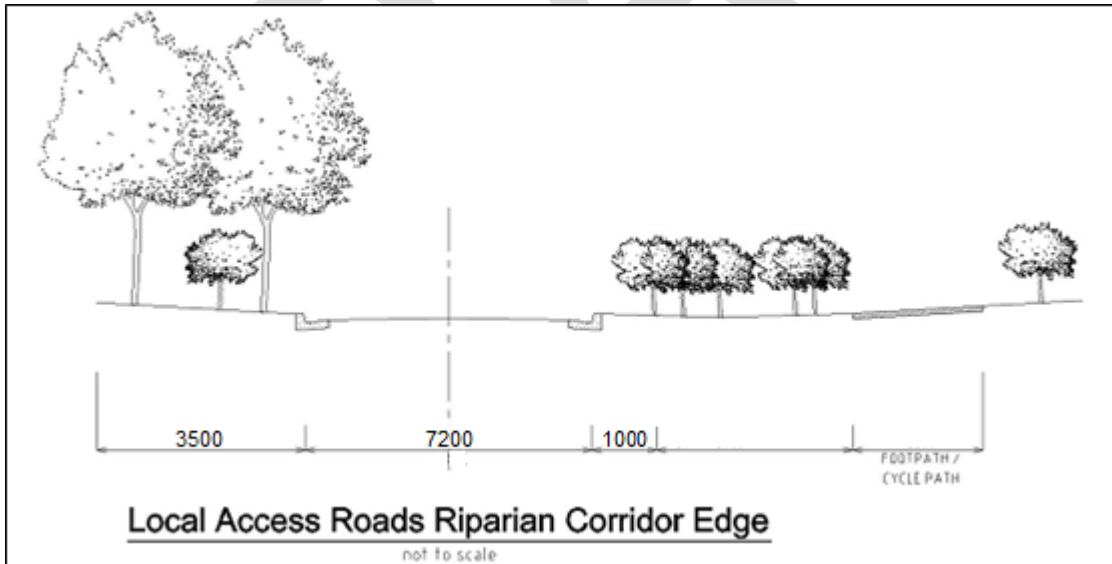 3500 7200 1000
FOOTPATH /
CYCLE PATH
Local Access Roads Riparian Corridor Edge
not to scale